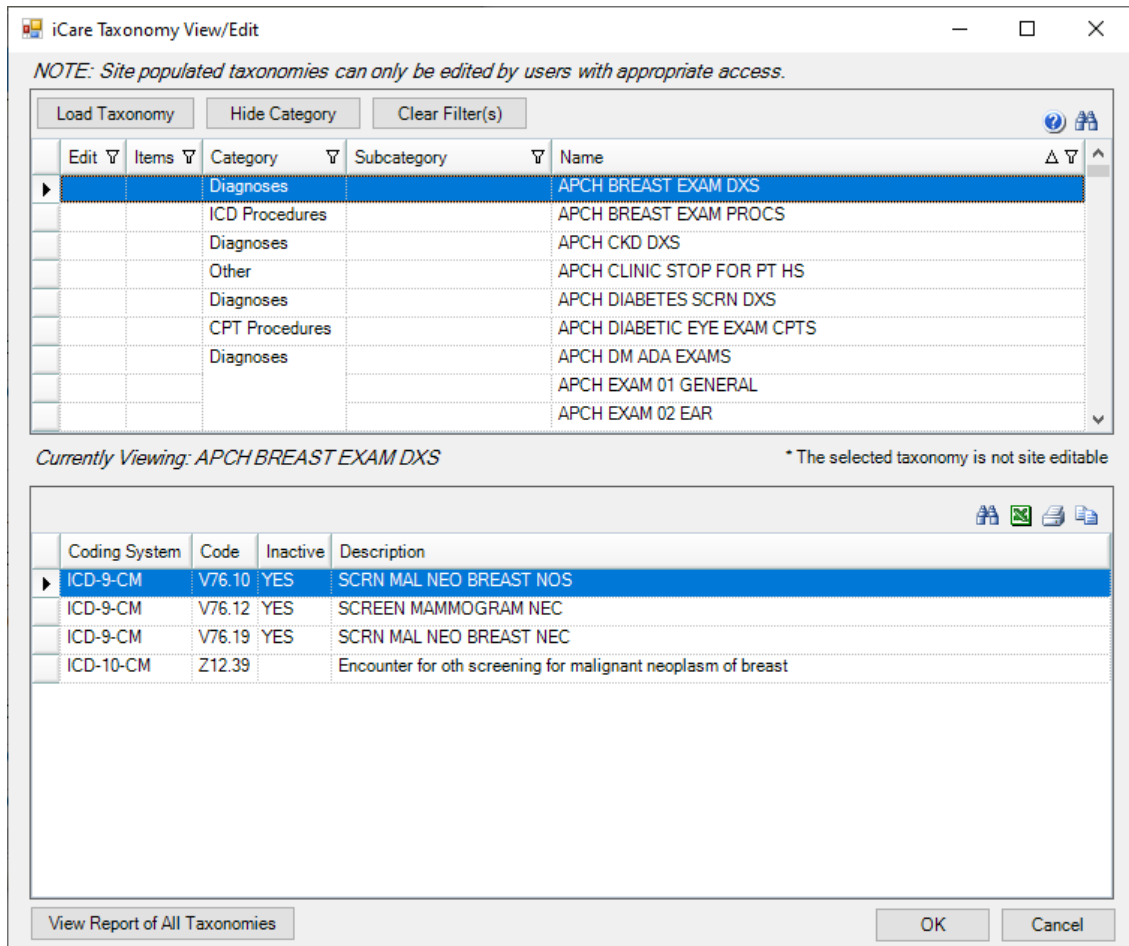 iCare Taxonomy View/Edit
NOTE: Site populated taxonomies can only be edited by users with appropriate access.
Load Taxonomy Hide Category Clear Filter(s)
Edit Items Category Subcategory Name
Diagnoses APCH BREAST EXAM DXS
ICD Procedures APCH BREAST EXAM PROCS
Diagnoses APCH CKD DXS
Other APCH CLINIC STOP FOR PT HS
Diagnoses APCH DIABETES SCRN DXS
CPT Procedures APCH DIABETIC EYE EXAM CPTS
Diagnoses APCH DM ADA EXAMS
APCH EXAM 01 GENERAL
APCH EXAM 02 EAR
Currently Viewing: APCH BREAST EXAM DXS * The selected taxonomy is not site editable
Coding System Code Inactive Description
ICD-9-CM V76.10 YES SCRN MAL NEO BREAST NOS
ICD-9-CM V76.12 YES SCREEN MAMMOGRAM NEC
ICD-9-CM V76.19 YES SCRN MAL NEO BREAST NEC
ICD-10-CM Z12.39 Encounter for oth screening for malignant neoplasm of breast
View Report of All Taxonomies OK Cancel